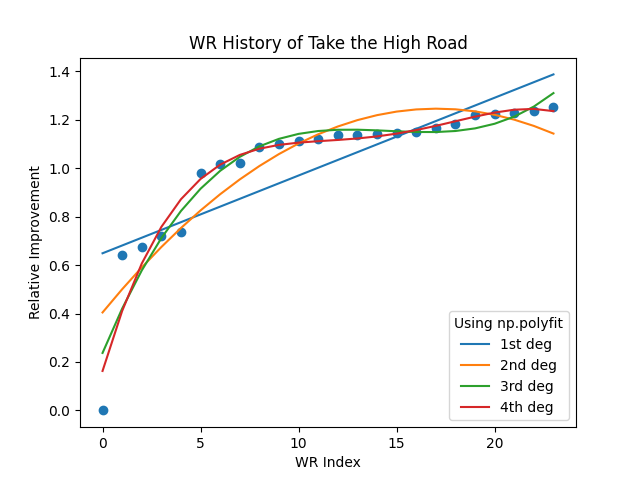 WR History of Take the High Road
Relative Improvement
1.4
1.2
1.0
0.8
0.6
0.4
0.2
0.0
0 5 10 15 20
WR Index
Using np.polyfit
1st deg
2nd deg
3rd deg
4th deg